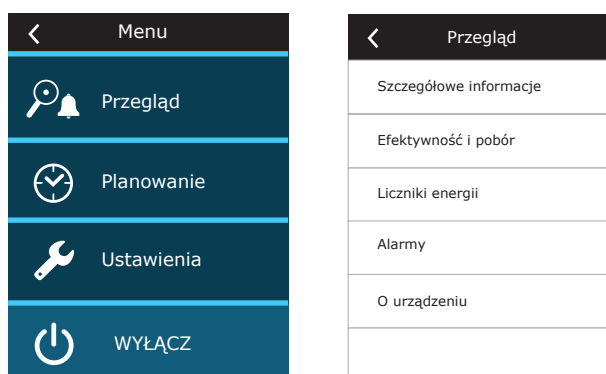 Menu
Przegląd
Planowanie
Ustawienia
WYŁĄCZ
Przegląd
Szczegółowe informacje
Efektywność i pobór
Liczniki energii
Alarmy
O urządzeniu